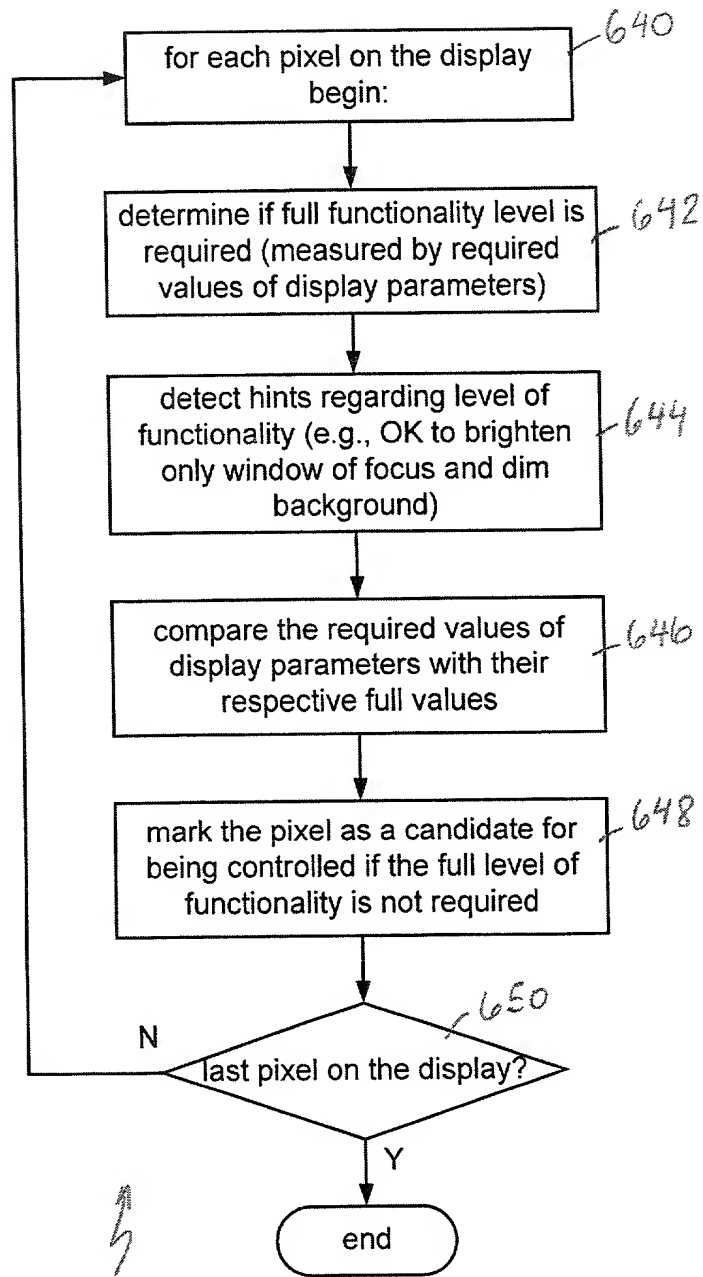 for each pixel on the display
begin:
640
determine if full functionality level is
required (measured by required
values of display parameters)
642
detect hints regarding level of
functionality (e.g., OK to brighten
only window of focus and dim
background)
644
compare the required values of
display parameters with their
respective full values
646
mark the pixel as a candidate for
being controlled if the full level of
functionality is not required
648
650
N
last pixel on the display?
Y
end